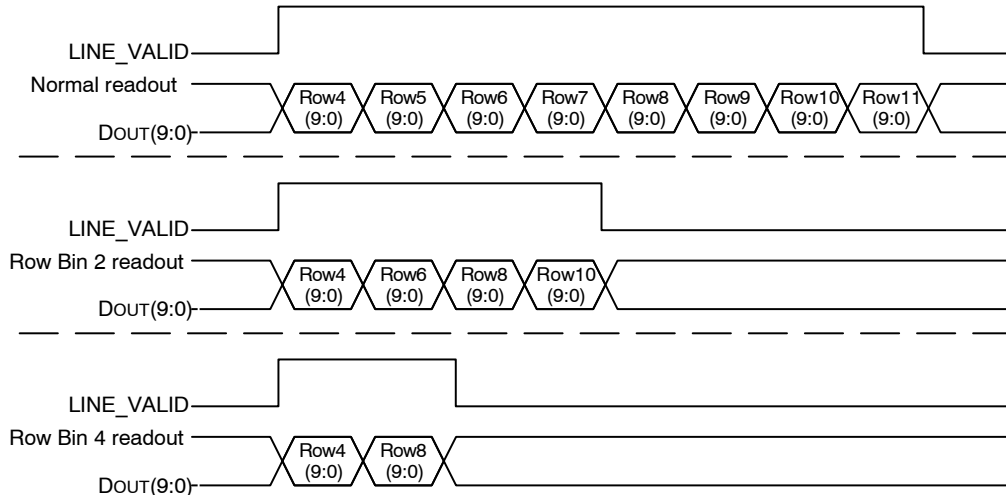 LINE_VALID
Normal readout
Row4 Row5 Row6 Row7 Row8 Row9 Row10 Row11
(9:0) (9:0) (9:0) (9:0) (9:0) (9:0) (9:0) (9:0)
DOUT(9:0)
LINE_VALID
Row Bin 2 readout
Row4 Row6 Row8 Row10
(9:0) (9:0) (9:0) (9:0)
DOUT(9:0)
LINE_VALID
Row Bin 4 readout
Row4 Row8
(9:0) (9:0)
DOUT(9:0)